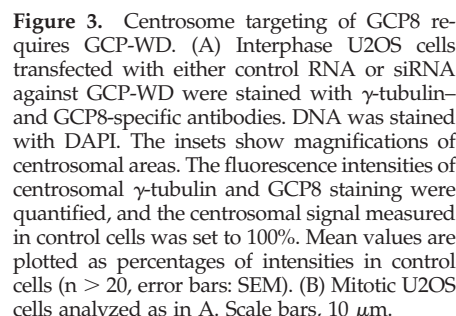 Figure 3. Centrosome targeting of GCP8 re-
quires GCP-WD. (A) Interphase U2OS cells
transfected with either control RNA or siRNA
against GCP-WD were stained with γ-tubulin–
and GCP8-specific antibodies. DNA was stained
with DAPI. The insets show magnifications of
centrosomal areas. The fluorescence intensities of
centrosomal γ-tubulin and GCP8 staining were
quantified, and the centrosomal signal measured
in control cells was set to 100%. Mean values are
plotted as percentages of intensities in control
cells (n > 20, error bars: SEM). (B) Mitotic U2OS
cells analyzed as in A. Scale bars, 10 μm.